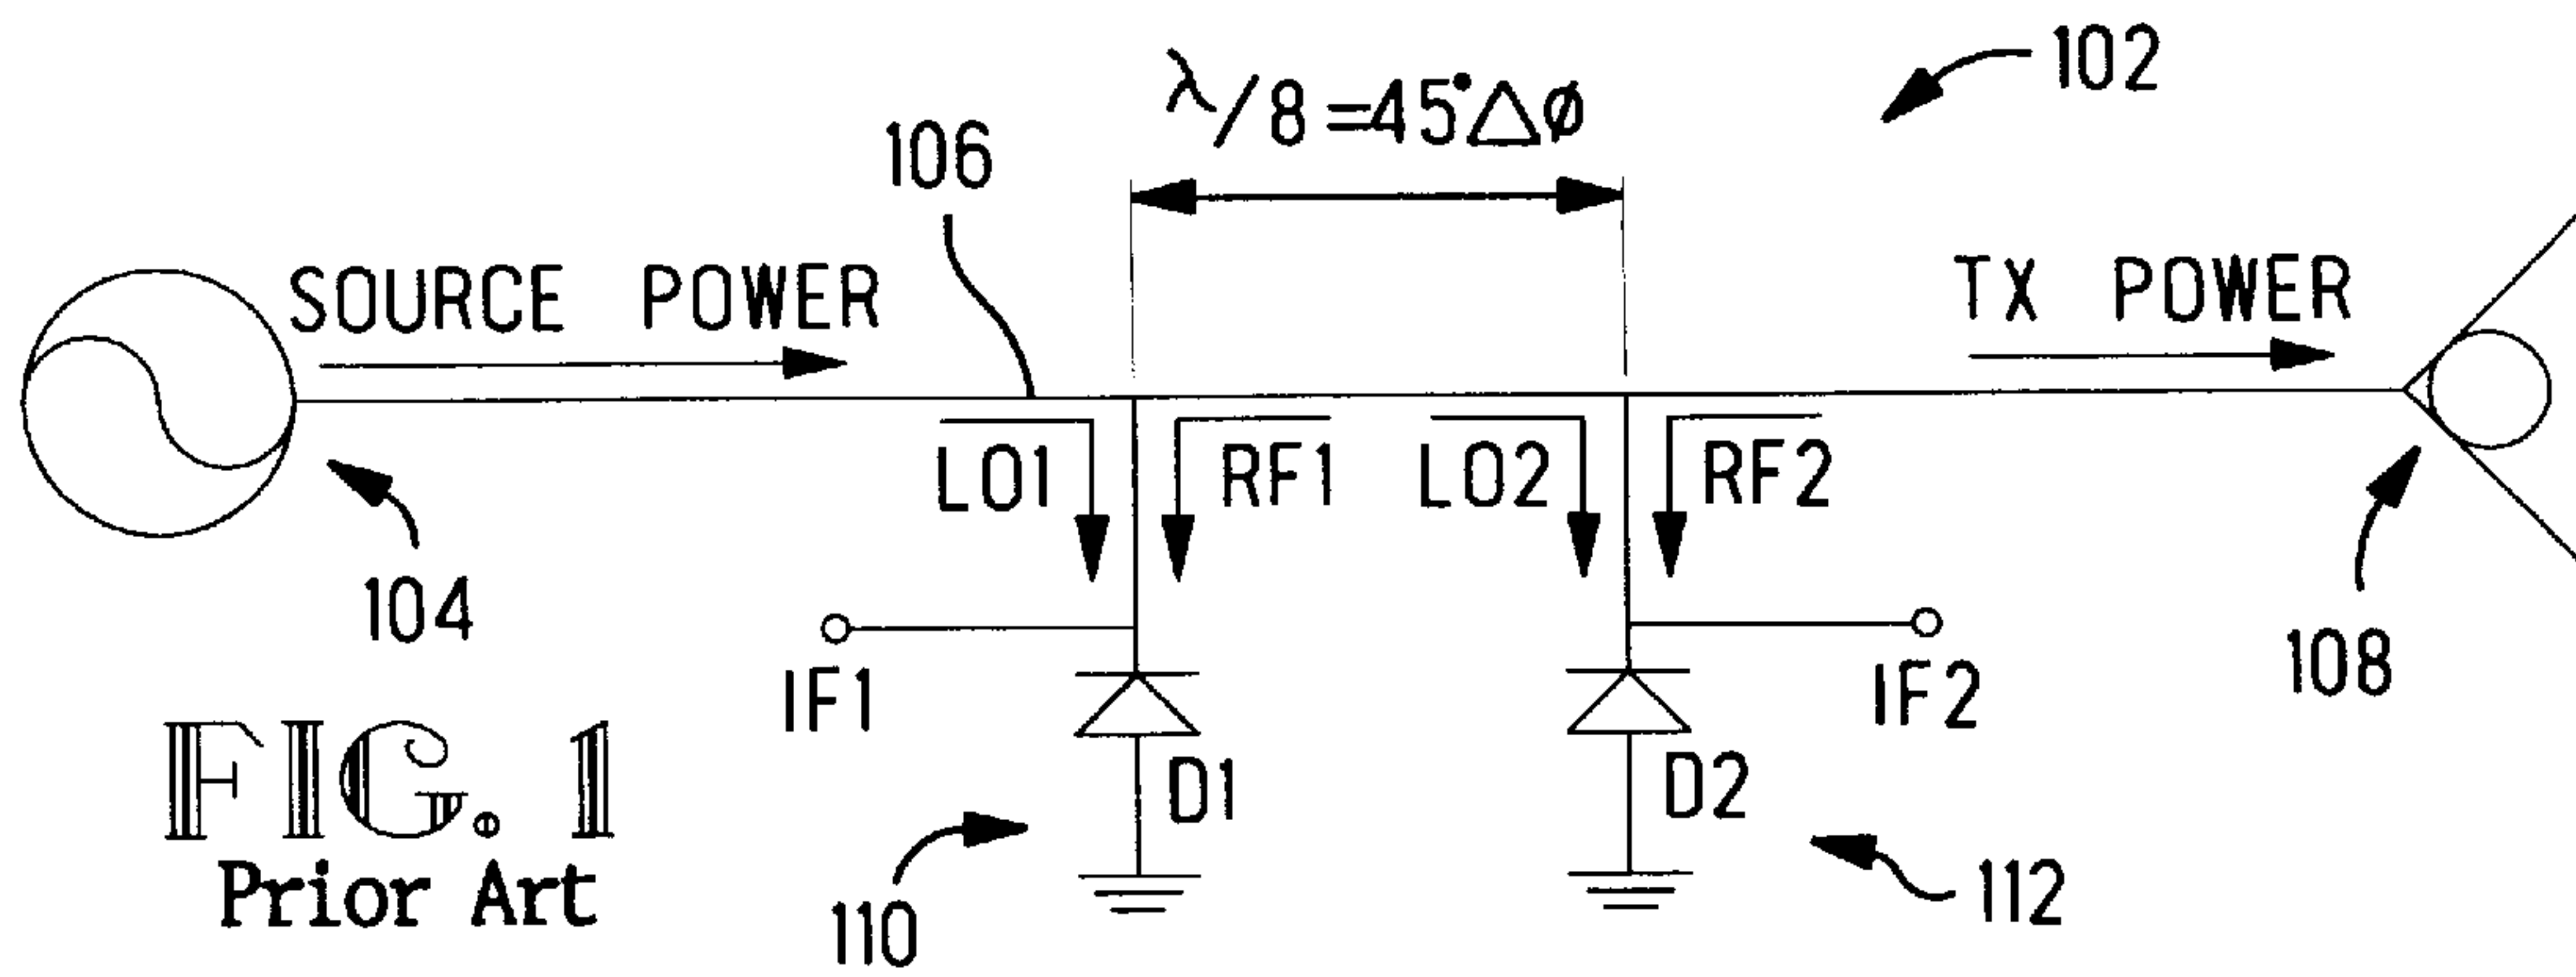 102
λ/8=45°△ø
106
SOURCE POWER
TX POWER
LO1
RF1
LO2
RF2
104
108
IF1
IF2
D1
D2
110
112
FIG. 1
Prior Art